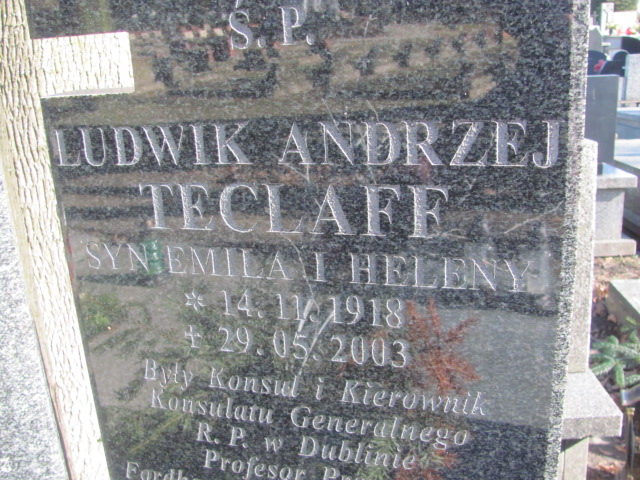 Ś. P.
LUDWIK ANDRZEJ
TECLAFF
SYN EMILA I HELENY
* 14. 11. 1918
+ 29. 05. 2003
Były Konsul i Kierownik
Konsulatu Generalnego
R. P. w Dublinie
Profesor